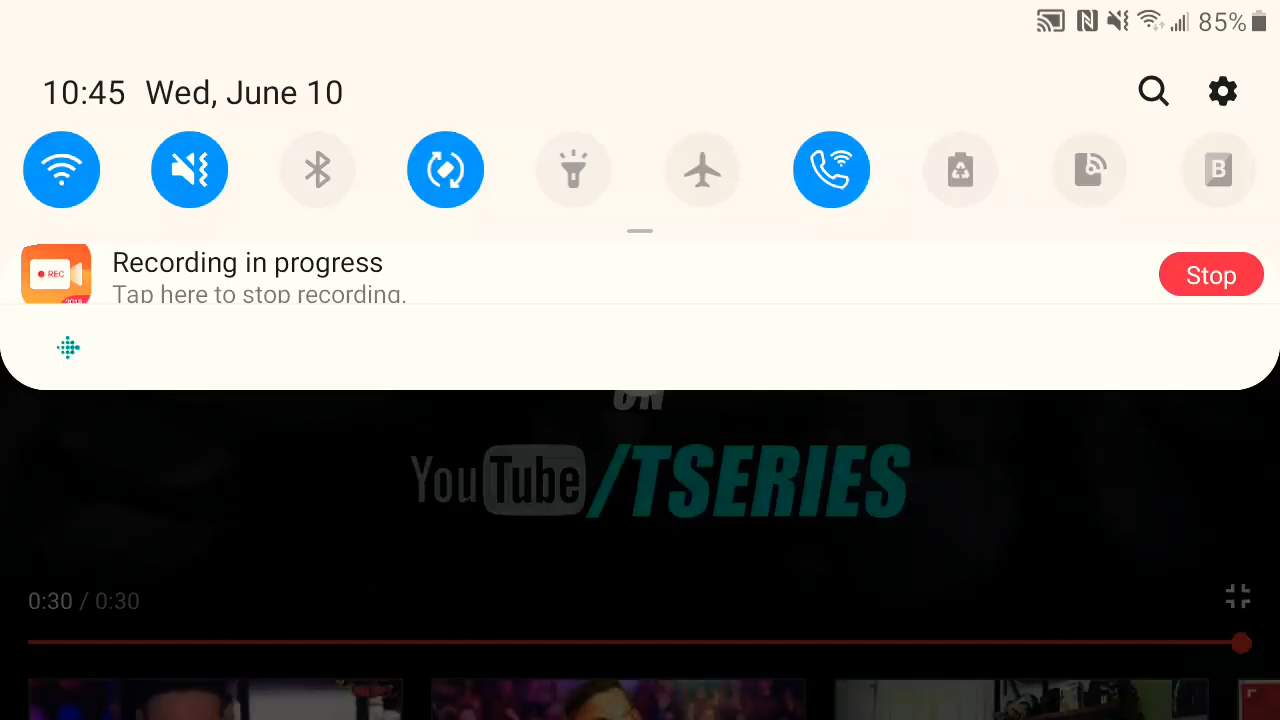 85%
10:45 Wed, June 10
B
REC
Recording in progress
Tap here to stop recording.
Stop
ON
YouTube/TSERIES
0:30 / 0:30